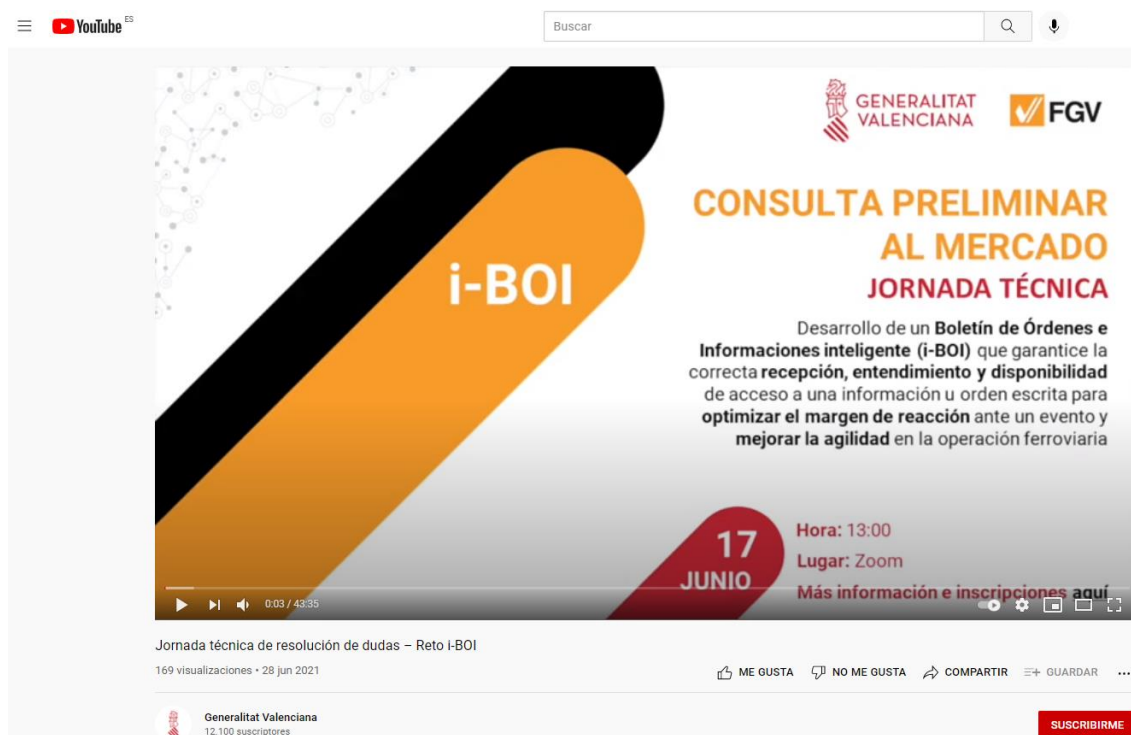 YouTube ES
Buscar
GENERALITAT
VALENCIANA
FGV
CONSULTA PRELIMINAR
AL MERCADO
JORNADA TÉCNICA
i-BOI
Desarrollo de un Boletín de Órdenes e
Informaciones inteligente (i-BOI) que garantice la
correcta recepción, entendimiento y disponibilidad
de acceso a una información u orden escrita para
optimizar el margen de reacción ante un evento y
mejorar la agilidad en la operación ferroviaria
17
JUNIO
Hora: 13:00
Lugar: Zoom
Más información e inscripciones aquí
0:03 / 43:35
Jornada técnica de resolución de dudas – Reto i-BOI
169 visualizaciones • 28 jun 2021
ME GUSTA NO ME GUSTA COMPARTIR GUARDAR
Generalitat Valenciana
12.100 suscriptores
SUSCRIBIRME